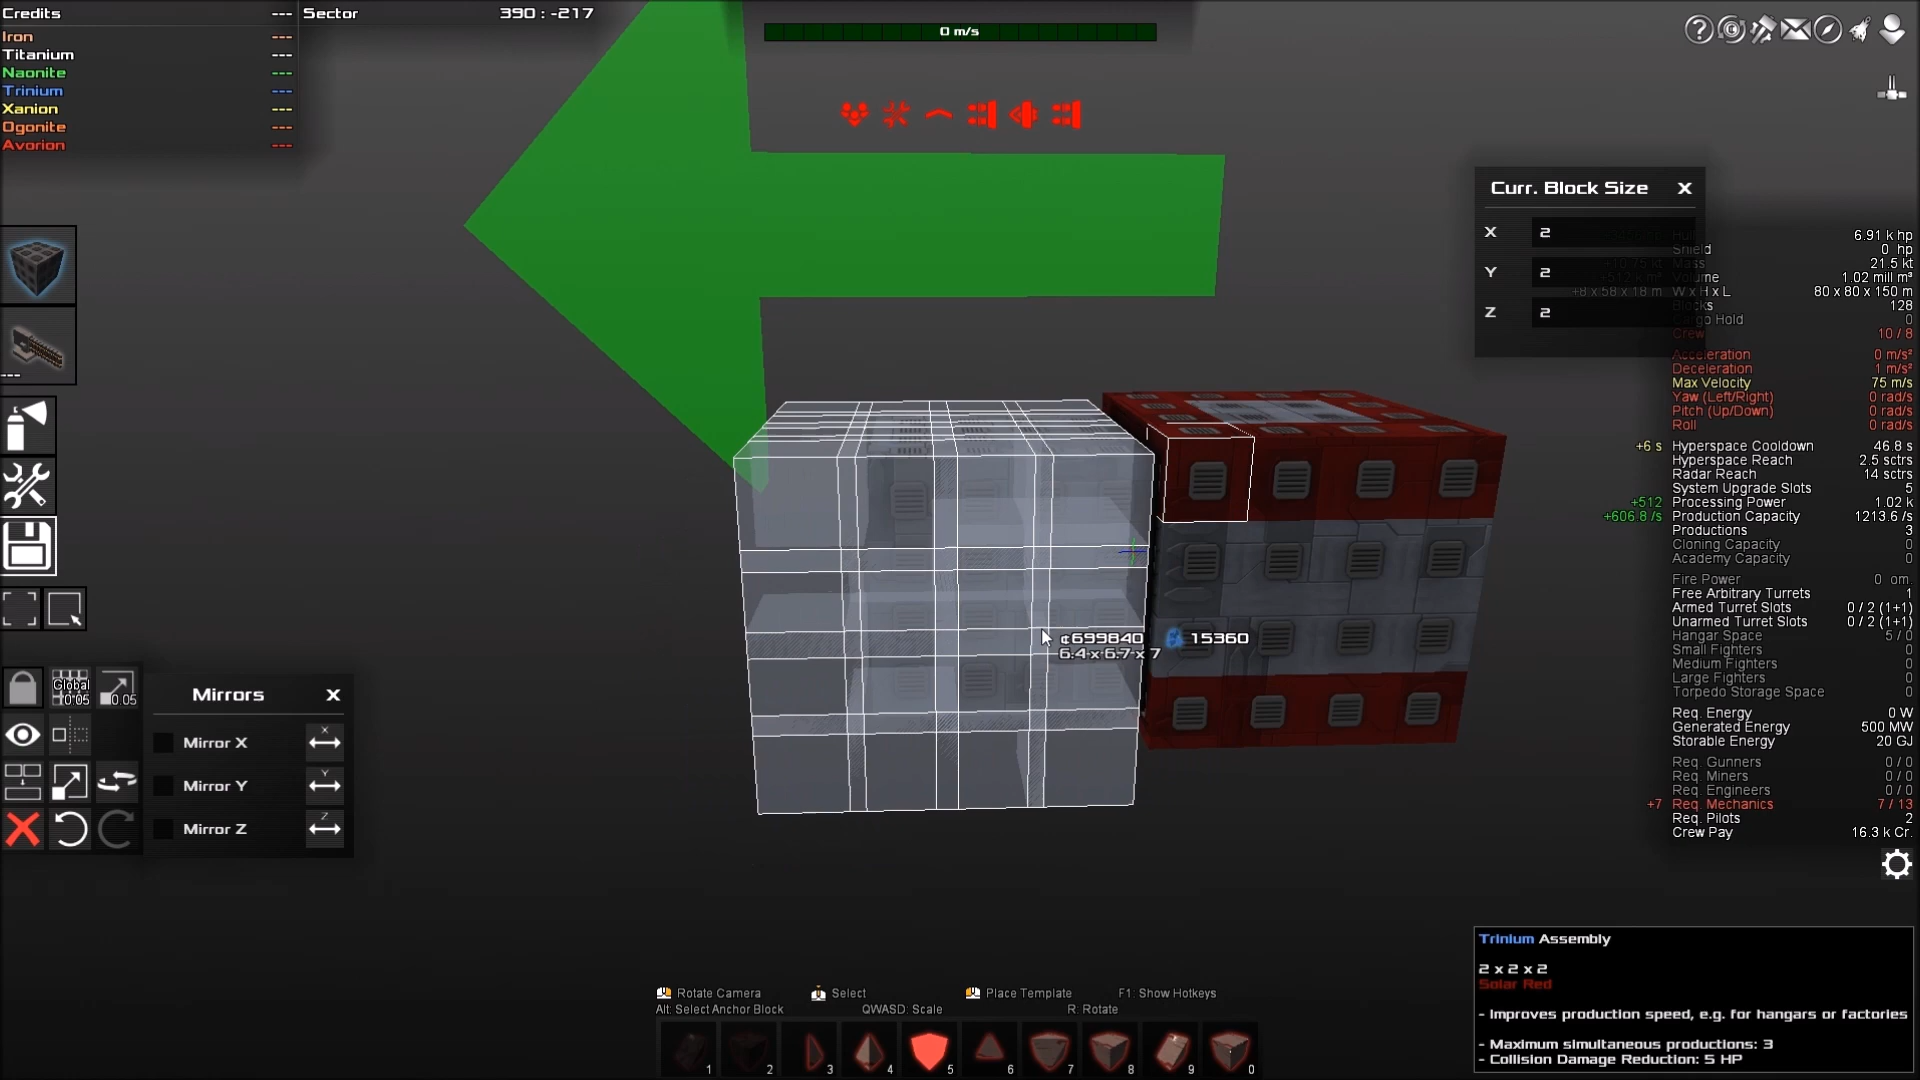 Credits --- Sector 390 : -217
Iron ---
Titanium ---
Naonite ---
Trinium ---
Xanion ---
Ogonite ---
Avorion ---
0 m/s
Curr. Block Size X
X 2
Y 2
Z 2
Hull 6.91 k hp
Shield 0 hp
Mass 21.5 kt
Volume 1.02 mill m³
W x H x L 80 x 80 x 150 m
Blocks 128
Cargo Hold 0
Crew 10 / 8
Acceleration 0 m/s²
Deceleration 1 m/s²
Max Velocity 75 m/s
Yaw (Left/Right) 0 rad/s
Pitch (Up/Down) 0 rad/s
Roll 0 rad/s
+6 s Hyperspace Cooldown 46.8 s
Hyperspace Reach 2.5 sctrs
Radar Reach 14 sctrs
System Upgrade Slots 5
+512 Processing Power 1.02 k
+606.8 /s Production Capacity 1213.6 /s
Productions 3
Cloning Capacity 0
Academy Capacity 0
Fire Power 0 om.
Free Arbitrary Turrets 1
Armed Turret Slots 0 / 2 (1+1)
Unarmed Turret Slots 0 / 2 (1+1)
Hangar Space 5 / 0
Small Fighters 0
Medium Fighters 0
Large Fighters 0
Torpedo Storage Space 0
Req. Energy 0 W
Generated Energy 500 MW
Storable Energy 20 GJ
Req. Gunners 0 / 0
Req. Miners 0 / 0
Req. Engineers 0 / 0
+7 Req. Mechanics 7 / 13
Req. Pilots 2
Crew Pay 16.3 k Cr.
¢699840 15360
6.4 x 6.7 x 7
---
Global
0.05 0.05
Mirrors X
Mirror X X
Mirror Y Y
Mirror Z Z
Trinium Assembly
2 x 2 x 2
Solar Red
- Improves production speed, e.g. for hangars or factories
- Maximum simultaneous productions: 3
- Collision Damage Reduction: 5 HP
Rotate Camera Select Place Template F1: Show Hotkeys
Alt: Select Anchor Block QWASD: Scale R: Rotate
1 2 3 4 5 6 7 8 9 0